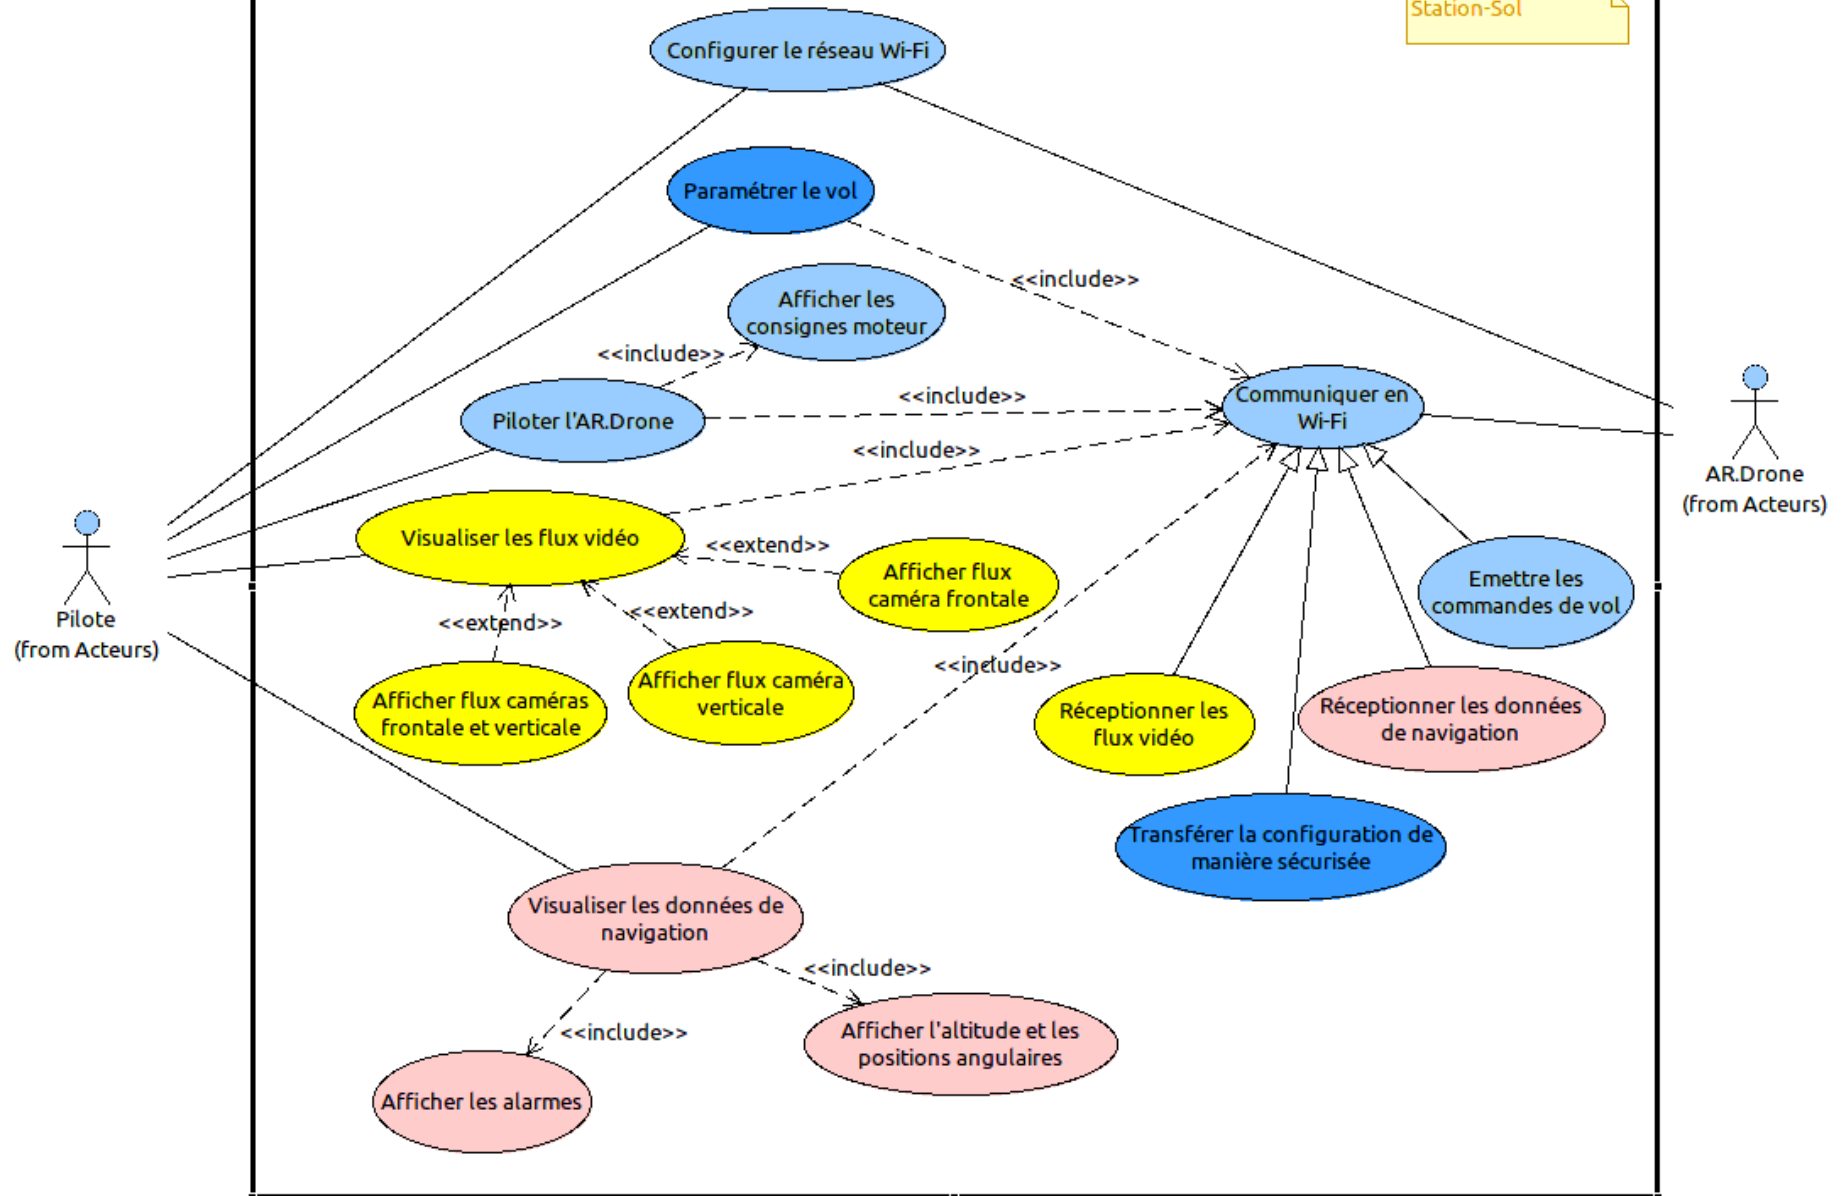 Station-Sol
Configurer le réseau Wi-Fi
Paramétrer le vol
<<include>>
Afficher les
consignes moteur
<<include>>
Piloter l'AR.Drone
<<include>>
Communiquer en
Wi-Fi
<<include>>
AR.Drone
(from Acteurs)
Visualiser les flux vidéo
<<extend>>
Afficher flux
caméra frontale
Emettre les
commandes de vol
Pilote
(from Acteurs)
<<extend>>
<<extend>>
<<include>>
Afficher flux caméras
frontale et verticale
Afficher flux caméra
verticale
Réceptionner les
flux vidéo
Réceptionner les données
de navigation
Transférer la configuration de
manière sécurisée
Visualiser les données de
navigation
<<include>>
<<include>>
Afficher l'altitude et les
positions angulaires
Afficher les alarmes